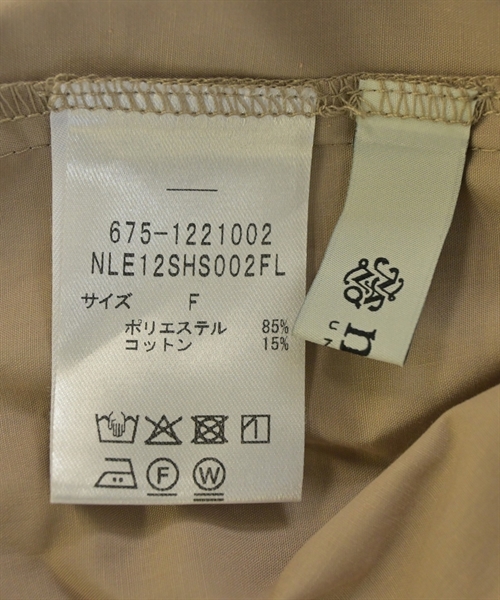 675-1221002
NLE12SHS002FL
サイズ F
ポリエステル 85%
コットン 15%
F W
n